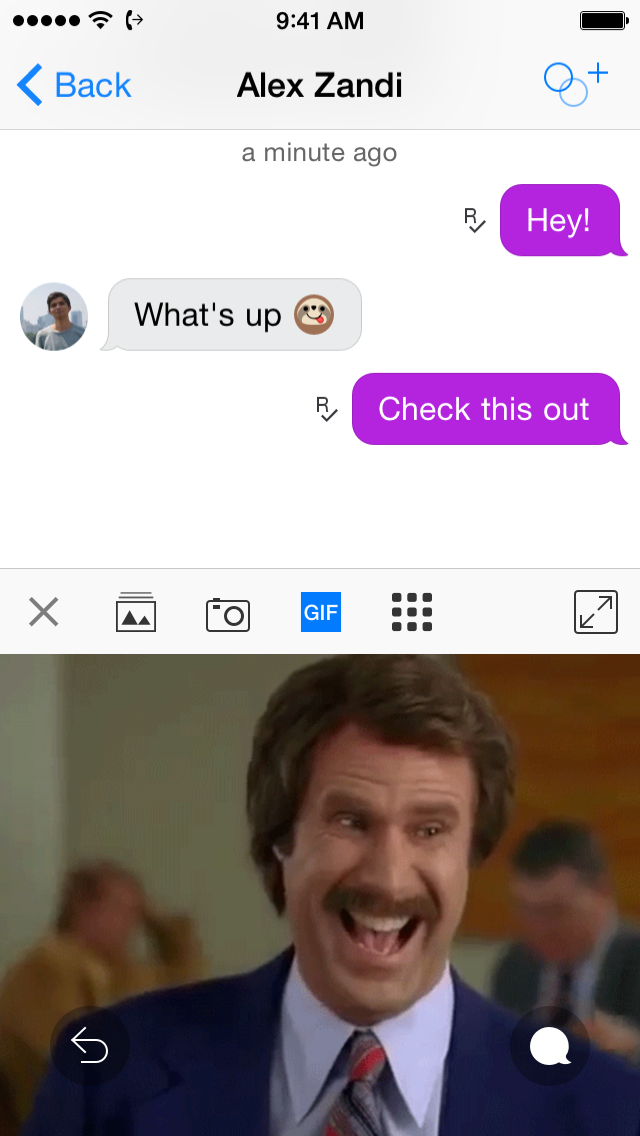 9:41 AM
Back
Alex Zandi
a minute ago
R
Hey!
What's up
R
Check this out
GIF